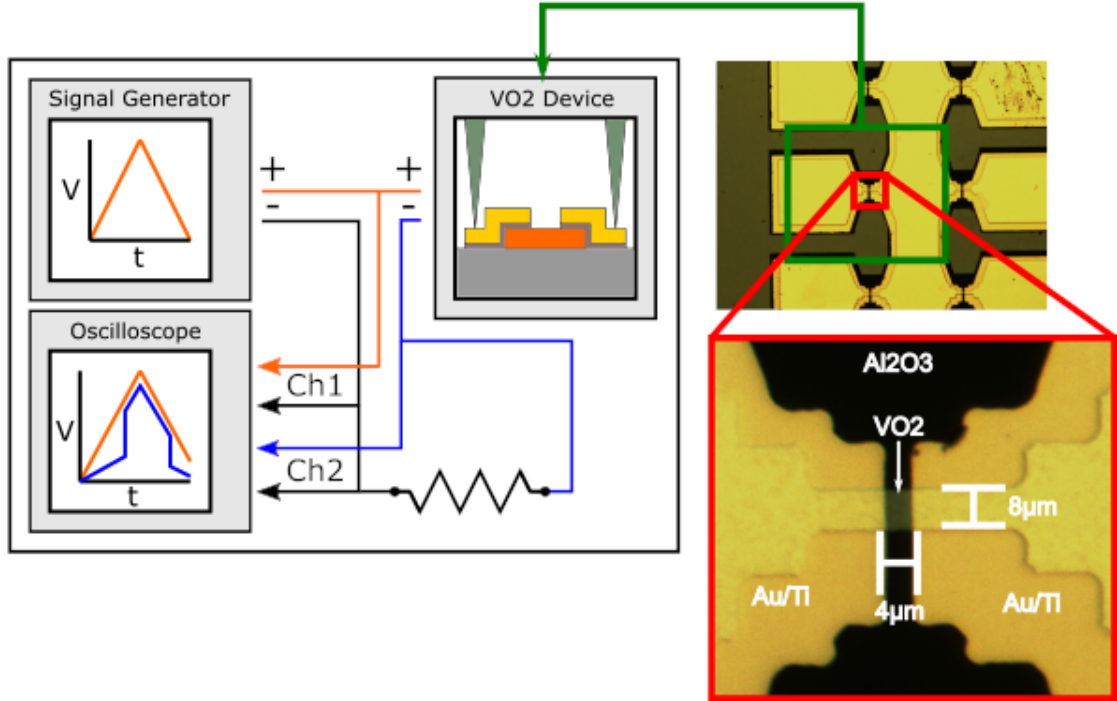 Signal Generator
V
t
+
-
+
-
VO2 Device
Oscilloscope
V
t
Ch1
Ch2
Al2O3
VO2
8μm
4μm
Au/Ti
Au/Ti